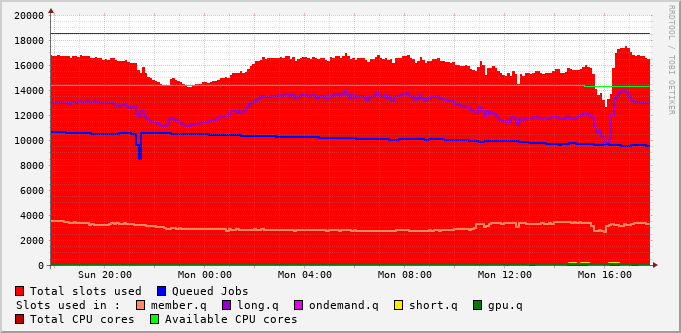 20000
18000
16000
14000
12000
10000
8000
6000
4000
2000
0
Sun 20:00 Mon 00:00 Mon 04:00 Mon 08:00 Mon 12:00 Mon 16:00
Total slots used Queued Jobs
Slots used in : member.q long.q ondemand.q short.q gpu.q
Total CPU cores Available CPU cores
RRDTOOL / TOBI OETIKER